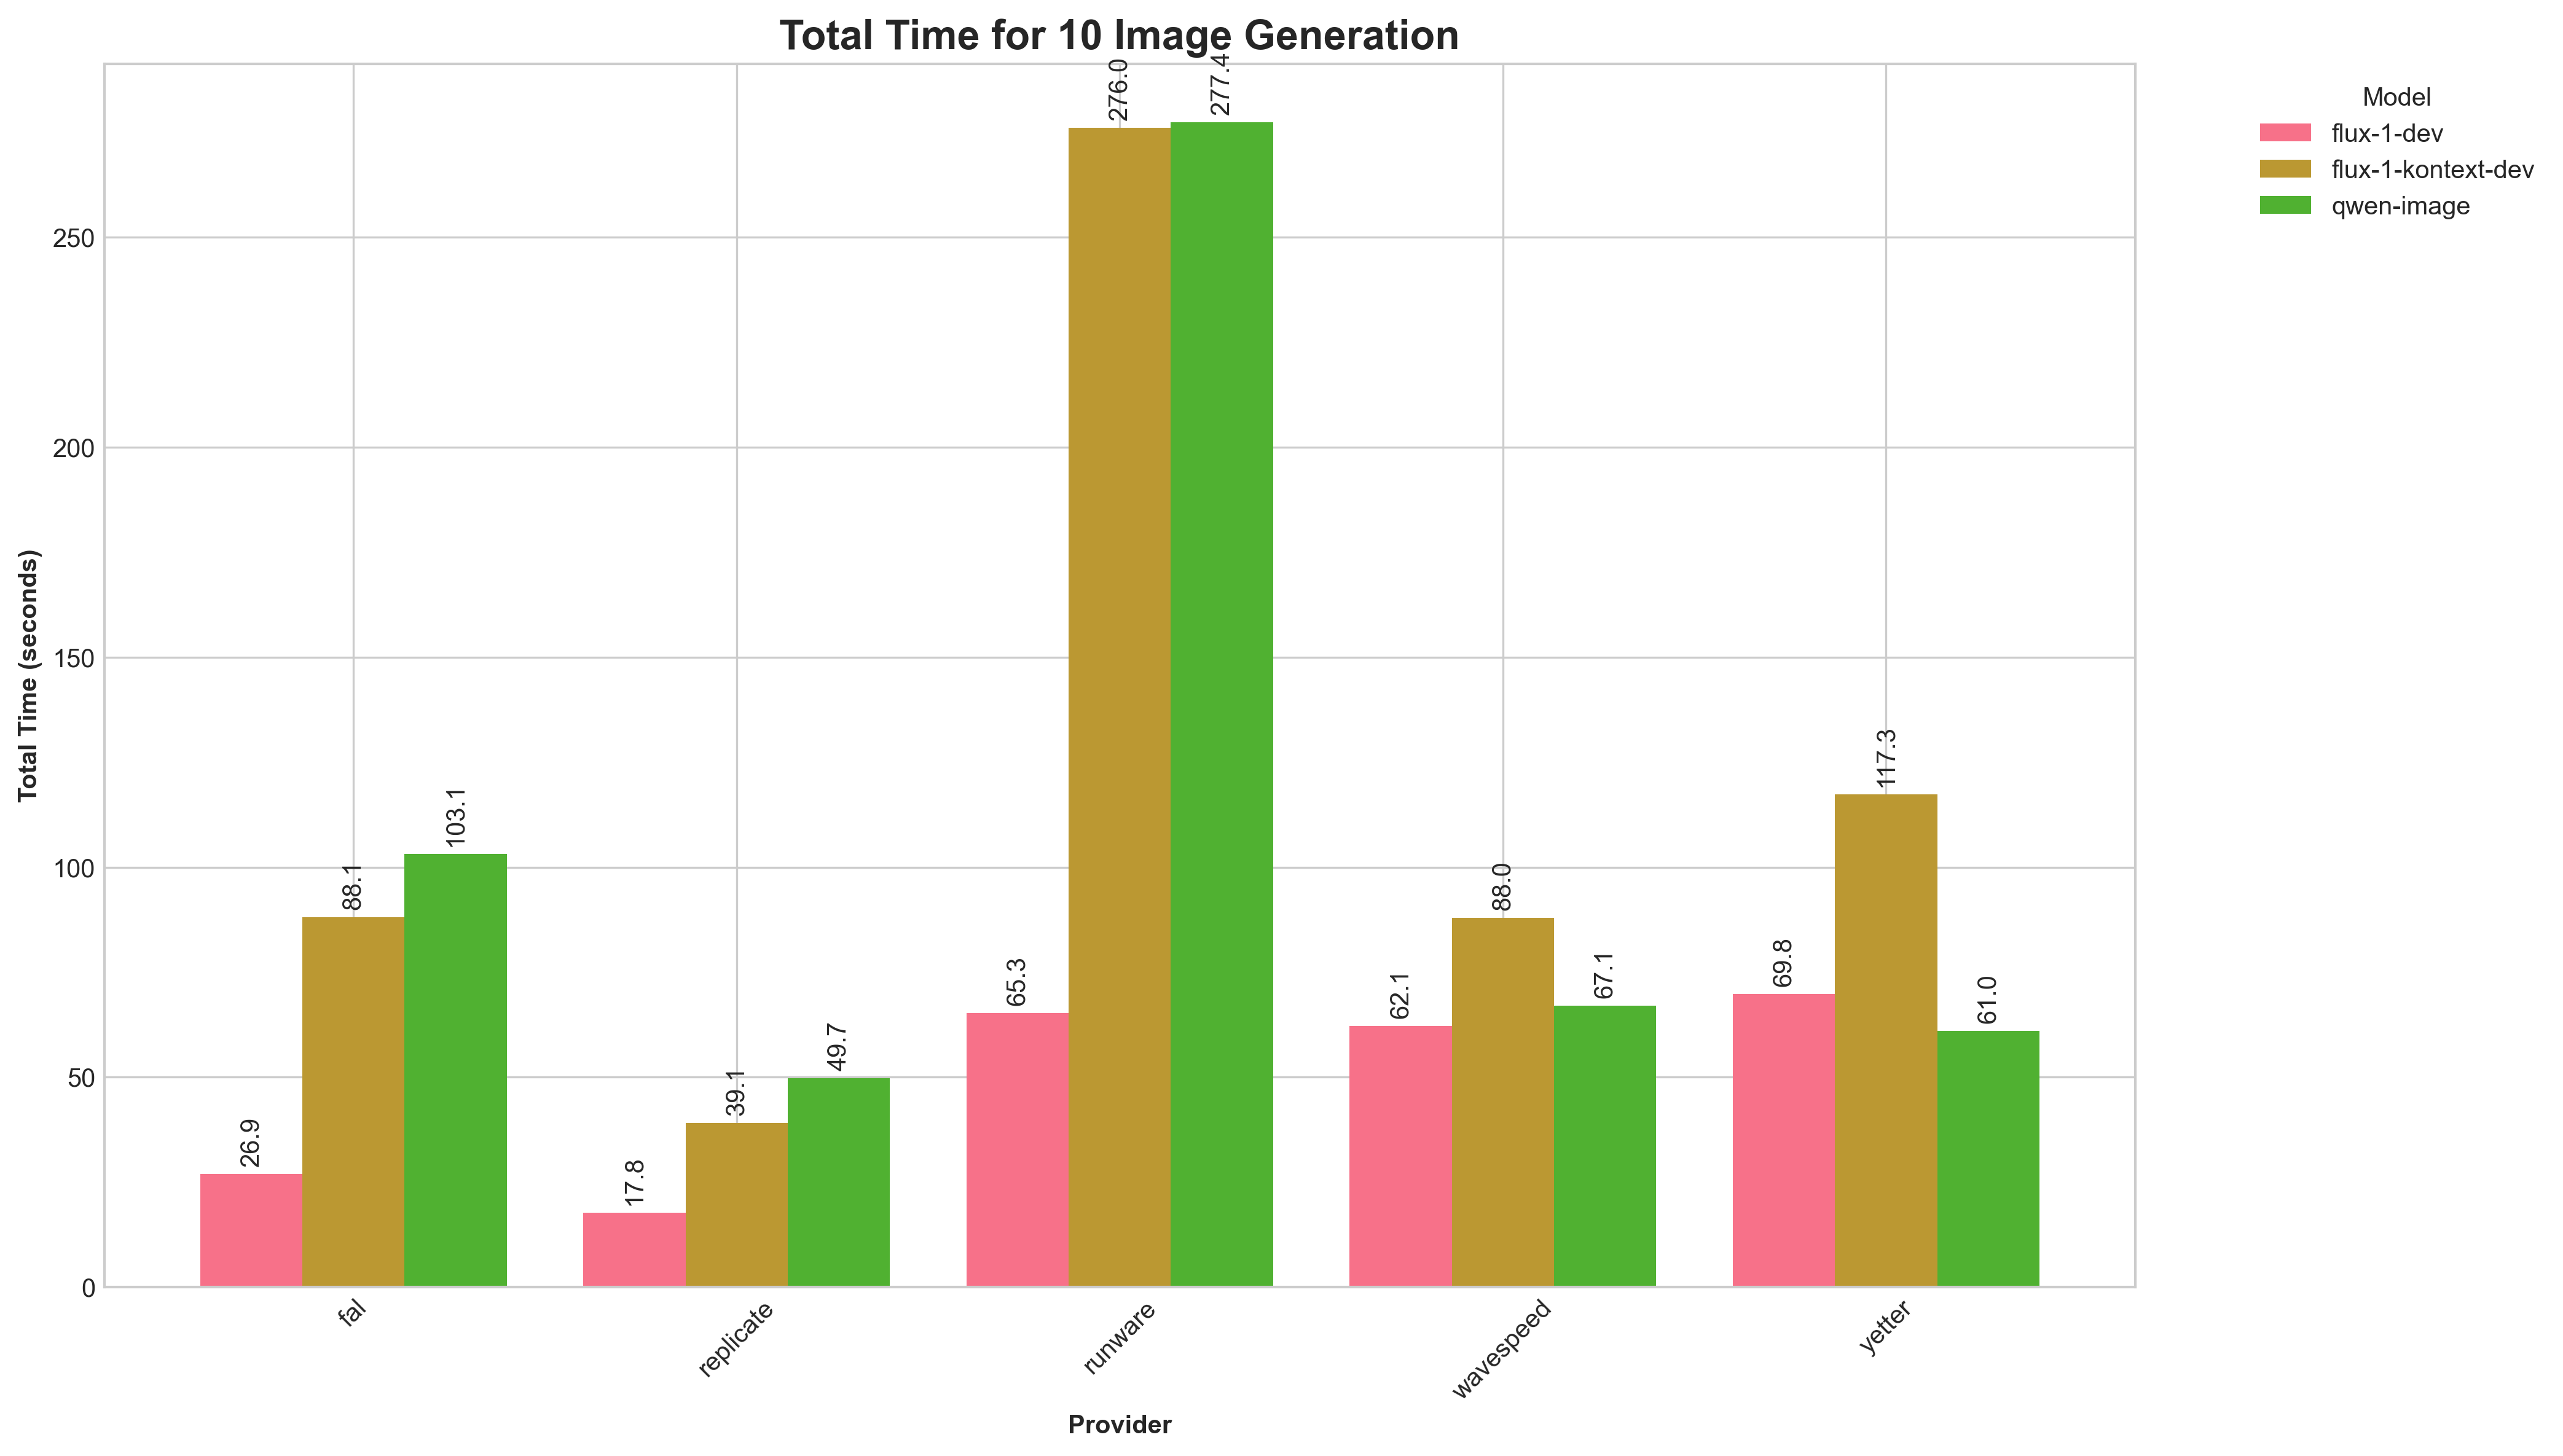 Total Time for 10 Image Generation
Model
flux-1-dev
flux-1-kontext-dev
qwen-image
Total Time (seconds)
250
200
150
100
50
0
26.9
88.1
103.1
17.8
39.1
49.7
65.3
276.0
277.4
62.1
88.0
67.1
69.8
117.3
61.0
fal
replicate
runware
wavespeed
yetter
Provider